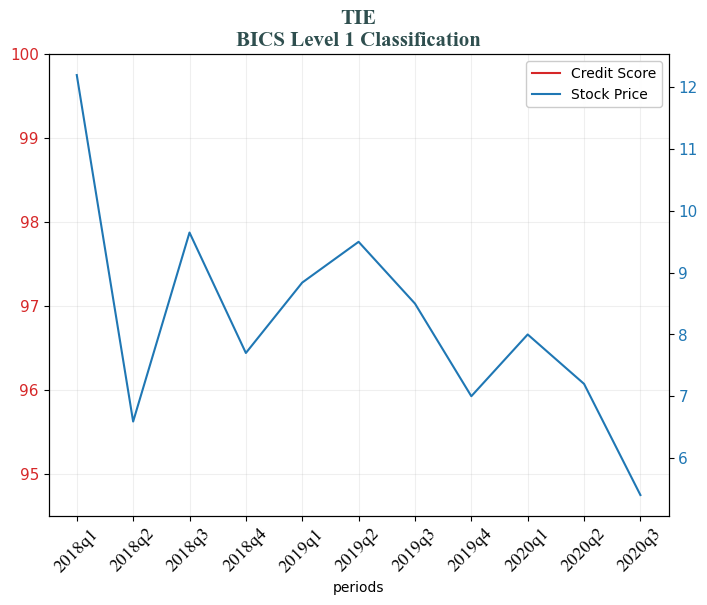 TIE
BICS Level 1 Classification
100
99
98
97
96
95
12
11
10
9
8
7
6
Credit Score
Stock Price
2018q1
2018q2
2018q3
2018q4
2019q1
2019q2
2019q3
2019q4
2020q1
2020q2
2020q3
periods